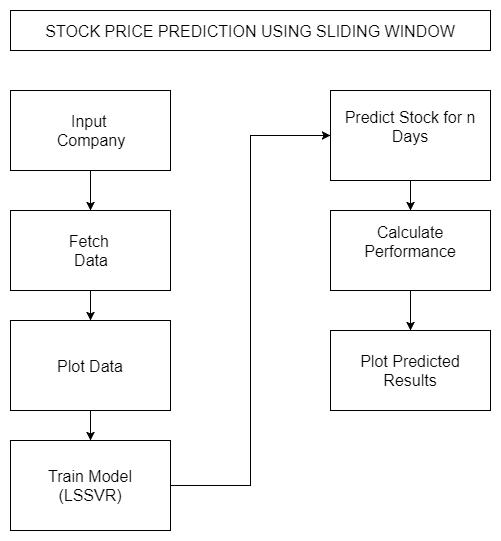 STOCK PRICE PREDICTION USING SLIDING WINDOW
Input
Company
Fetch
Data
Plot Data
Train Model
(LSSVR)
Predict Stock for n
Days
Calculate
Performance
Plot Predicted
Results